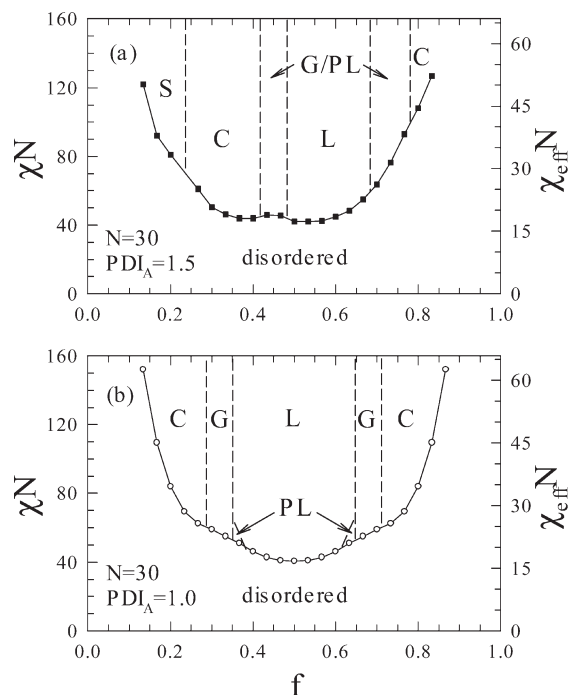 160
120
80
40
0
χN
(a)
S
C
G/PL
L
C
N=30
PDI_A=1.5
disordered
60
45
30
15
0
χ_eff N
0.0 0.2 0.4 0.6 0.8 1.0
160
120
80
40
0
χN
(b)
C
G
L
G
C
PL
N=30
PDI_A=1.0
disordered
60
45
30
15
0
χ_eff N
0.0 0.2 0.4 0.6 0.8 1.0
f